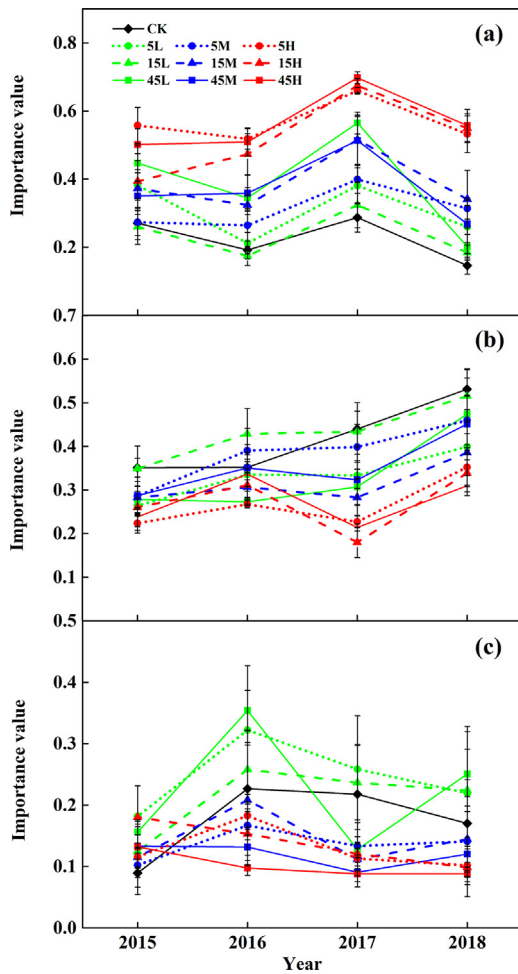 (a)
CK
5L 5M 5H
15L 15M 15H
45L 45M 45H
0.8
0.6
0.4
0.2
Importance value
(b)
0.7
0.6
0.5
0.4
0.3
0.2
0.1
Importance value
(c)
0.5
0.4
0.3
0.2
0.1
0.0
Importance value
2015 2016 2017 2018
Year